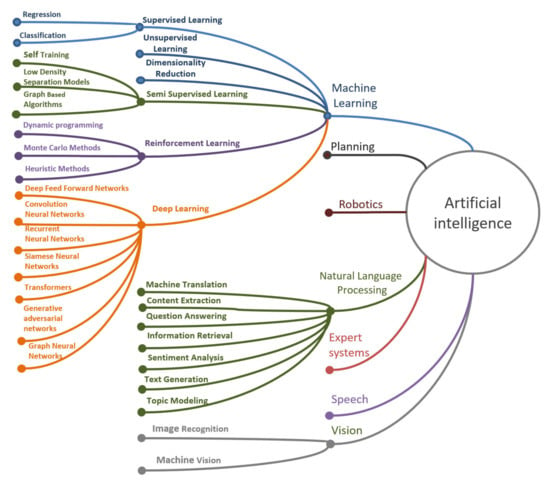 Regression
Supervised Learning
Classification
Unsupervised
Learning
Self Training
Dimensionality
Reduction
Low Density
Separation Models
Semi Supervised Learning
Graph Based
Algorithms
Machine
Learning
Dynamic programming
Reinforcement Learning
Monte Carlo Methods
Planning
Heuristic Methods
Deep Feed Forward Networks
Deep Learning
Robotics
Artificial
intelligence
Convolution
Neural Networks
Recurrent
Neural Networks
Siamese Neural
Networks
Transformers
Generative
adversarial
networks
Graph Neural
Networks
Natural Language
Processing
Machine Translation
Content Extraction
Question Answering
Information Retrieval
Sentiment Analysis
Text Generation
Topic Modeling
Expert
systems
Speech
Vision
Image Recognition
Machine Vision